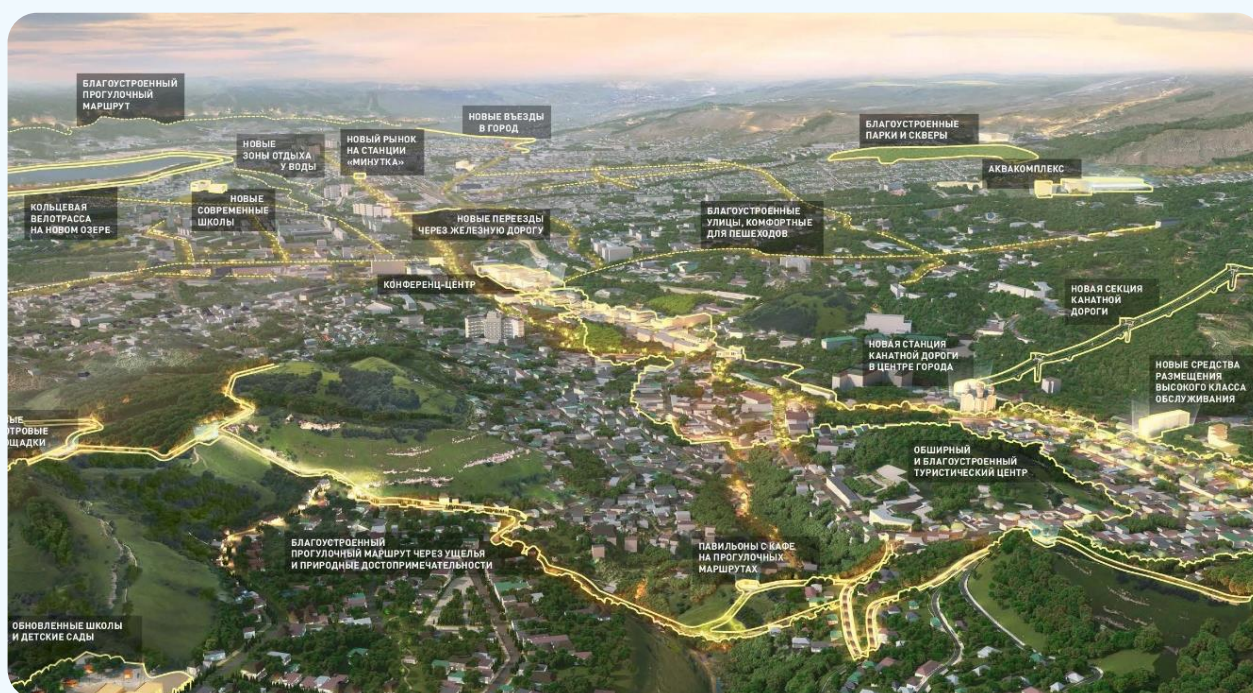 БЛАГОУСТРОЕННЫЙ
ПРОГУЛОЧНЫЙ
МАРШРУТ
НОВЫЕ ВЪЕЗДЫ
В ГОРОД
БЛАГОУСТРОЕННЫЕ
ПАРКИ И СКВЕРЫ
НОВЫЕ
ЗОНЫ ОТДЫХА
У ВОДЫ
НОВЫЙ РЫНОК
НА СТАНЦИИ
«МИНУТКА»
АКВАКОМПЛЕКС
КОЛЬЦЕВАЯ
ВЕЛОТРАССА
НА НОВОМ ОЗЕРЕ
НОВЫЕ
СОВРЕМЕННЫЕ
ШКОЛЫ
НОВЫЕ ПЕРЕЕЗДЫ
ЧЕРЕЗ ЖЕЛЕЗНУЮ ДОРОГУ
БЛАГОУСТРОЕННЫЕ
УЛИЦЫ, КОМФОРТНЫЕ
ДЛЯ ПЕШЕХОДОВ
КОНФЕРЕНЦ-ЦЕНТР
НОВАЯ СЕКЦИЯ
КАНАТНОЙ
ДОРОГИ
НОВАЯ СТАНЦИЯ
КАНАТНОЙ ДОРОГИ
В ЦЕНТРЕ ГОРОДА
НОВЫЕ СРЕДСТВА
РАЗМЕЩЕНИЯ
ВЫСОКОГО КЛАССА
ОБСЛУЖИВАНИЯ
ОБШИРНЫЙ
И БЛАГОУСТРОЕННЫЙ
ТУРИСТИЧЕСКИЙ ЦЕНТР
БЛАГОУСТРОЕННЫЙ
ПРОГУЛОЧНЫЙ МАРШРУТ ЧЕРЕЗ УЩЕЛЬЯ
И ПРИРОДНЫЕ ДОСТОПРИМЕЧАТЕЛЬНОСТИ
ПАВИЛЬОНЫ С КАФЕ
НА ПРОГУЛОЧНЫХ
МАРШРУТАХ
ОБНОВЛЕННЫЕ ШКОЛЫ
И ДЕТСКИЕ САДЫ